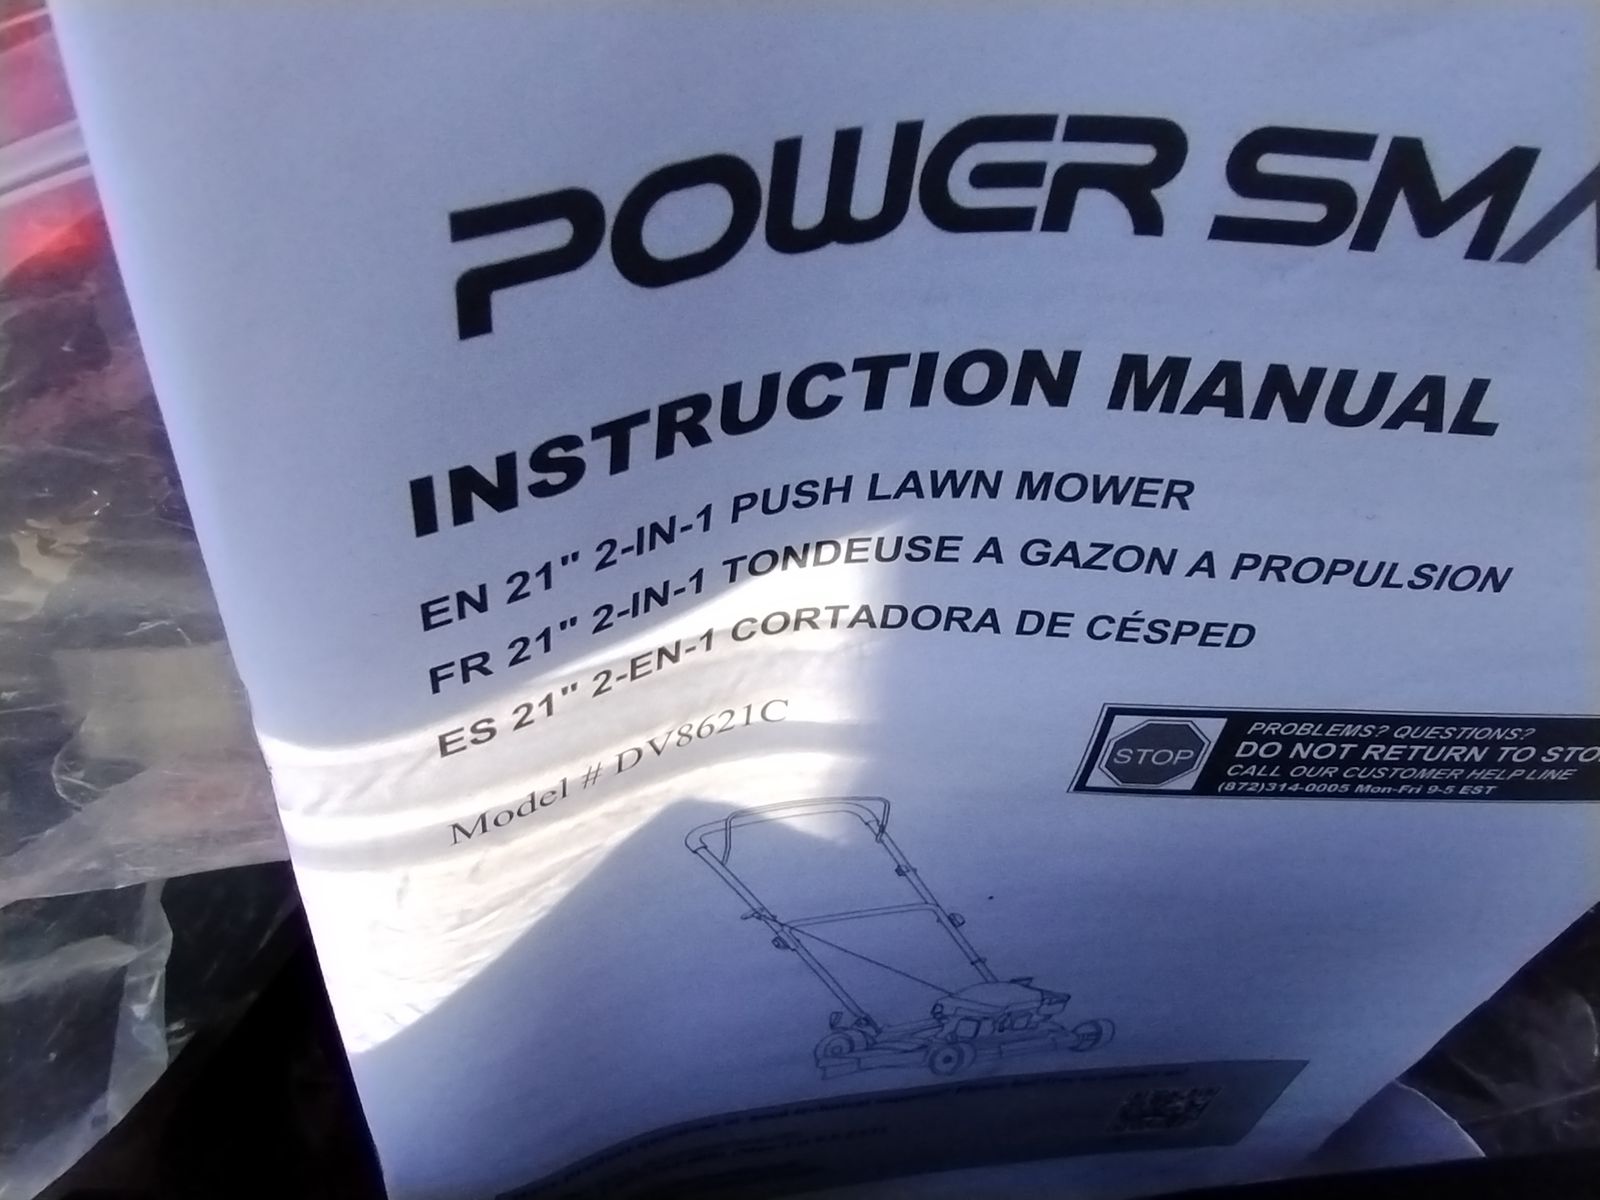 POWER SMA
INSTRUCTION MANUAL
EN 21" 2-IN-1 PUSH LAWN MOWER
FR 21" 2-IN-1 TONDEUSE A GAZON A PROPULSION
ES 21" 2-EN-1 CORTADORA DE CÉSPED
Model # DV8621C
STOP
PROBLEMS? QUESTIONS?
DO NOT RETURN TO STO
CALL OUR CUSTOMER HELP LINE
(872)314-0005 Mon-Fri 9-5 EST